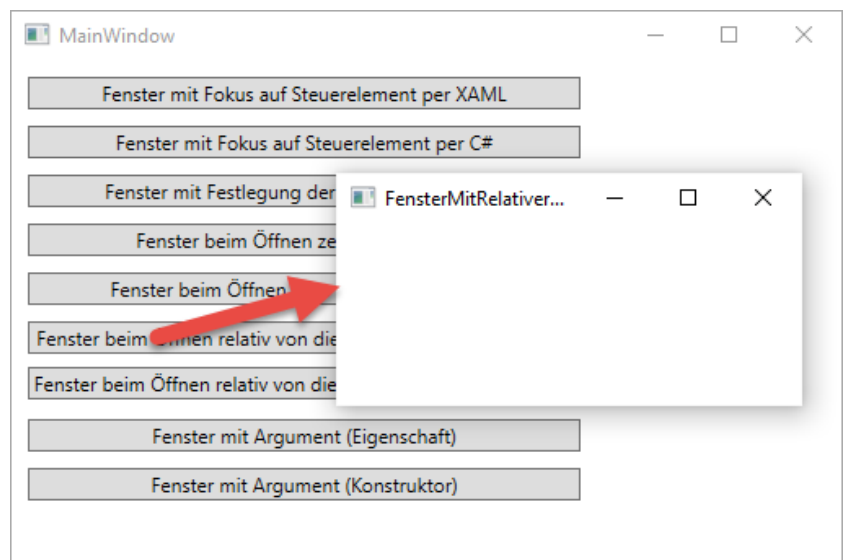 MainWindow
Fenster mit Fokus auf Steuerelement per XAML
Fenster mit Fokus auf Steuerelement per C#
Fenster mit Festlegung der
FensterMitRelativer...
Fenster beim Öffnen ze
Fenster beim Öffnen
Fenster beim Öffnen relativ von die
Fenster beim Öffnen relativ von die
Fenster mit Argument (Eigenschaft)
Fenster mit Argument (Konstruktor)